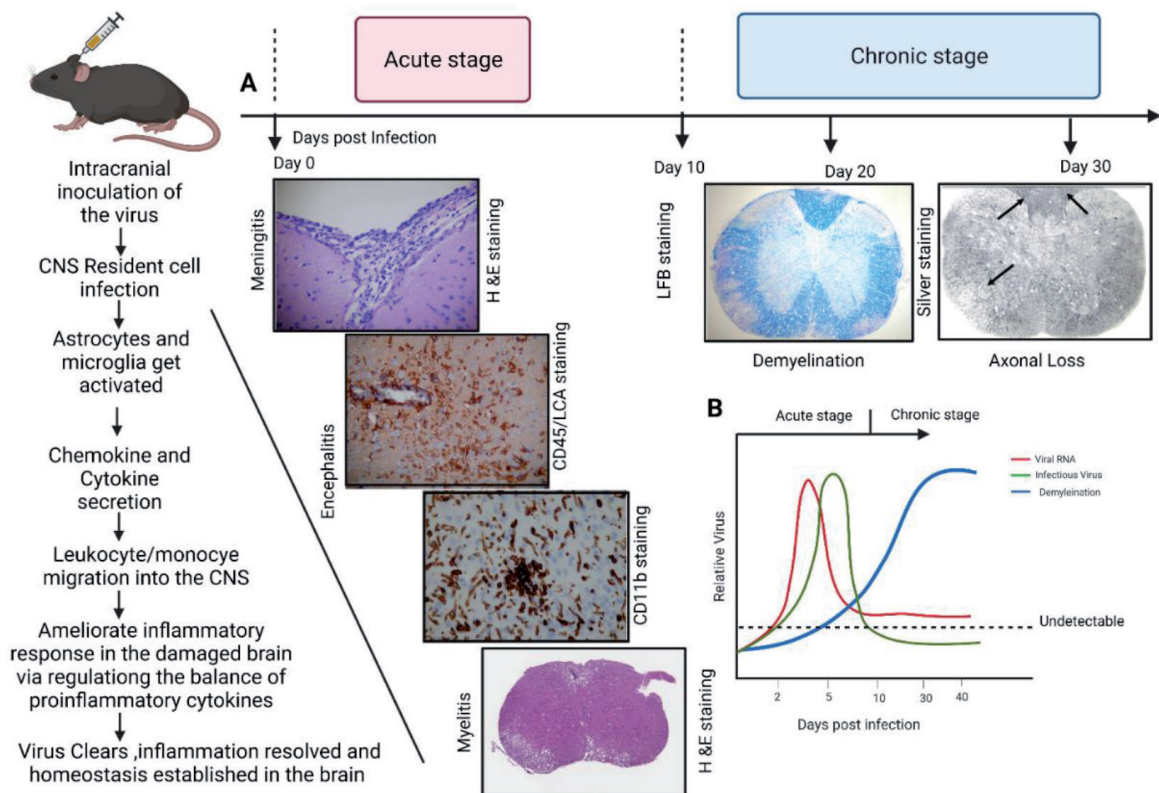 Acute stage
Chronic stage
A
Days post Infection
Day 0
Day 10
Day 20
Day 30
Intracranial
inoculation of
the virus
CNS Resident cell
infection
Astrocytes and
microglia get
activated
Chemokine and
Cytokine
secretion
Leukocyte/monocye
migration into the CNS
Ameliorate inflammatory
response in the damaged brain
via regulationg the balance of
proinflammatory cytokines
Virus Clears ,inflammation resolved and
homeostasis established in the brain
Meningitis
H & E staining
Encephalitis
CD45/LCA staining
CD11b staining
Myelitis
H &E staining
LFB staining
Demyelination
Silver staining
Axonal Loss
B
Acute stage
Chronic stage
Viral RNA
Infectious Virus
Demyleination
Relatiive Virus
Undetectable
2
5
10
30
40
Days post infection